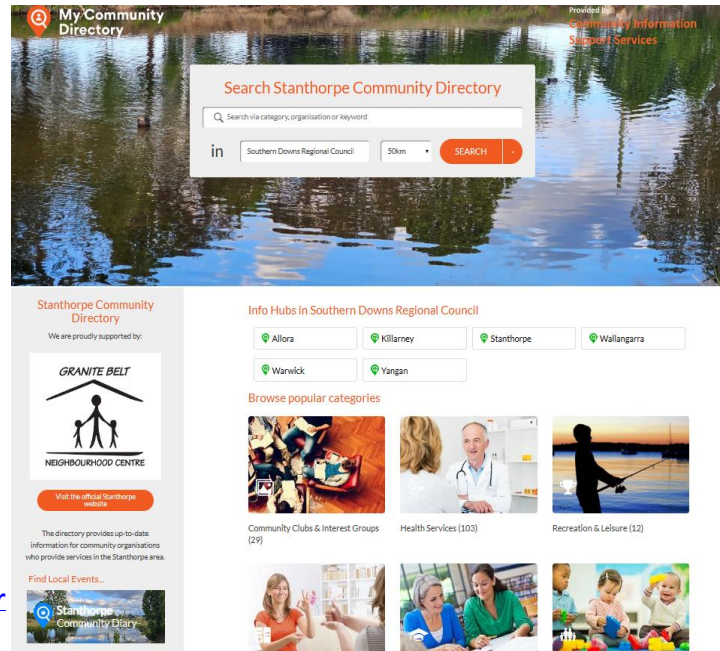 My Community
Directory
Provided by:
Community Information
Support Services
Search Stanthorpe Community Directory
Search via category, organisation or keyword
in
Southern Downs Regional Council
50km
SEARCH
Stanthorpe Community
Directory
We are proudly supported by:
GRANITE BELT
NEIGHBOURHOOD CENTRE
Visit the official Stanthorpe
website
The directory provides up-to-date
information for community organisations
who provide services in the Stanthorpe area.
Find Local Events...
Stanthorpe
Community Diary
r
Info Hubs in Southern Downs Regional Council
Allora
Killarney
Stanthorpe
Wallangarra
Warwick
Yangan
Browse popular categories
Community Clubs & Interest Groups
(29)
Health Services (103)
Recreation & Leisure (12)